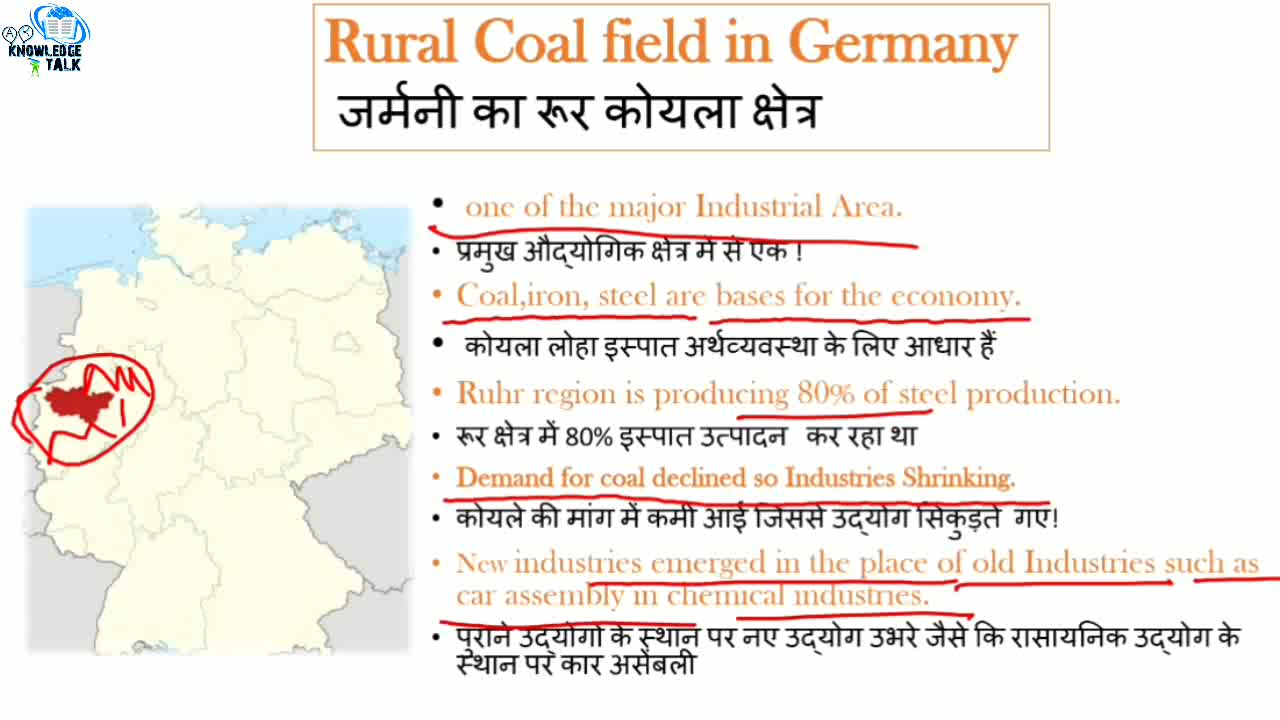 KNOWLEDGE
TALK
Rural Coal field in Germany
जर्मनी का रूर कोयला क्षेत्र
• one of the major Industrial Area.
• प्रमुख औद्योगिक क्षेत्र में से एक !
• Coal,iron, steel are bases for the economy.
• कोयला लोहा इस्पात अर्थव्यवस्था के लिए आधार हैं
• Ruhr region is producing 80% of steel production.
• रूर क्षेत्र में 80% इस्पात उत्पादन कर रहा था
• Demand for coal declined so Industries Shrinking.
• कोयले की मांग में कमी आई जिससे उद्योग सिकुड़ते गए!
• New industries emerged in the place of old Industries such as
car assembly in chemical industries.
• पुराने उद्योगों के स्थान पर नए उद्योग उभरे जैसे कि रासायनिक उद्योग के
स्थान पर कार असेंबली